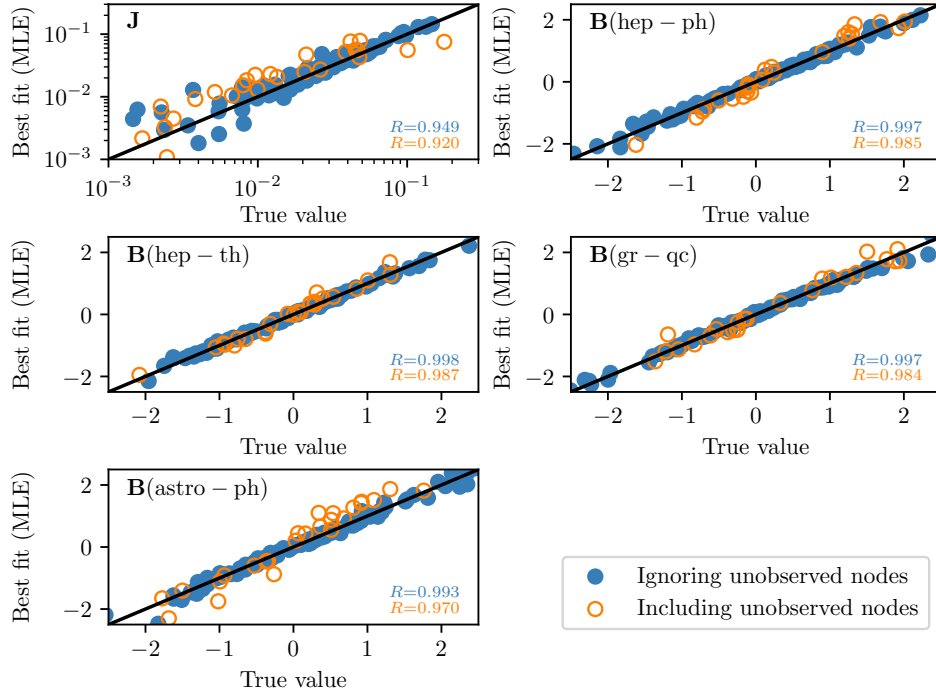 J
10⁻¹
10⁻²
10⁻³
Best fit (MLE)
R=0.949
R=0.920
10⁻³
10⁻²
10⁻¹
True value
B(hep − ph)
2
0
−2
Best fit (MLE)
R=0.997
R=0.985
−2
−1
0
1
2
True value
B(hep − th)
2
0
−2
Best fit (MLE)
R=0.998
R=0.987
−2
−1
0
1
2
True value
B(gr − qc)
2
0
−2
Best fit (MLE)
R=0.997
R=0.984
−2
−1
0
1
2
True value
B(astro − ph)
2
0
−2
Best fit (MLE)
R=0.993
R=0.970
−2
−1
0
1
2
True value
Ignoring unobserved nodes
Including unobserved nodes